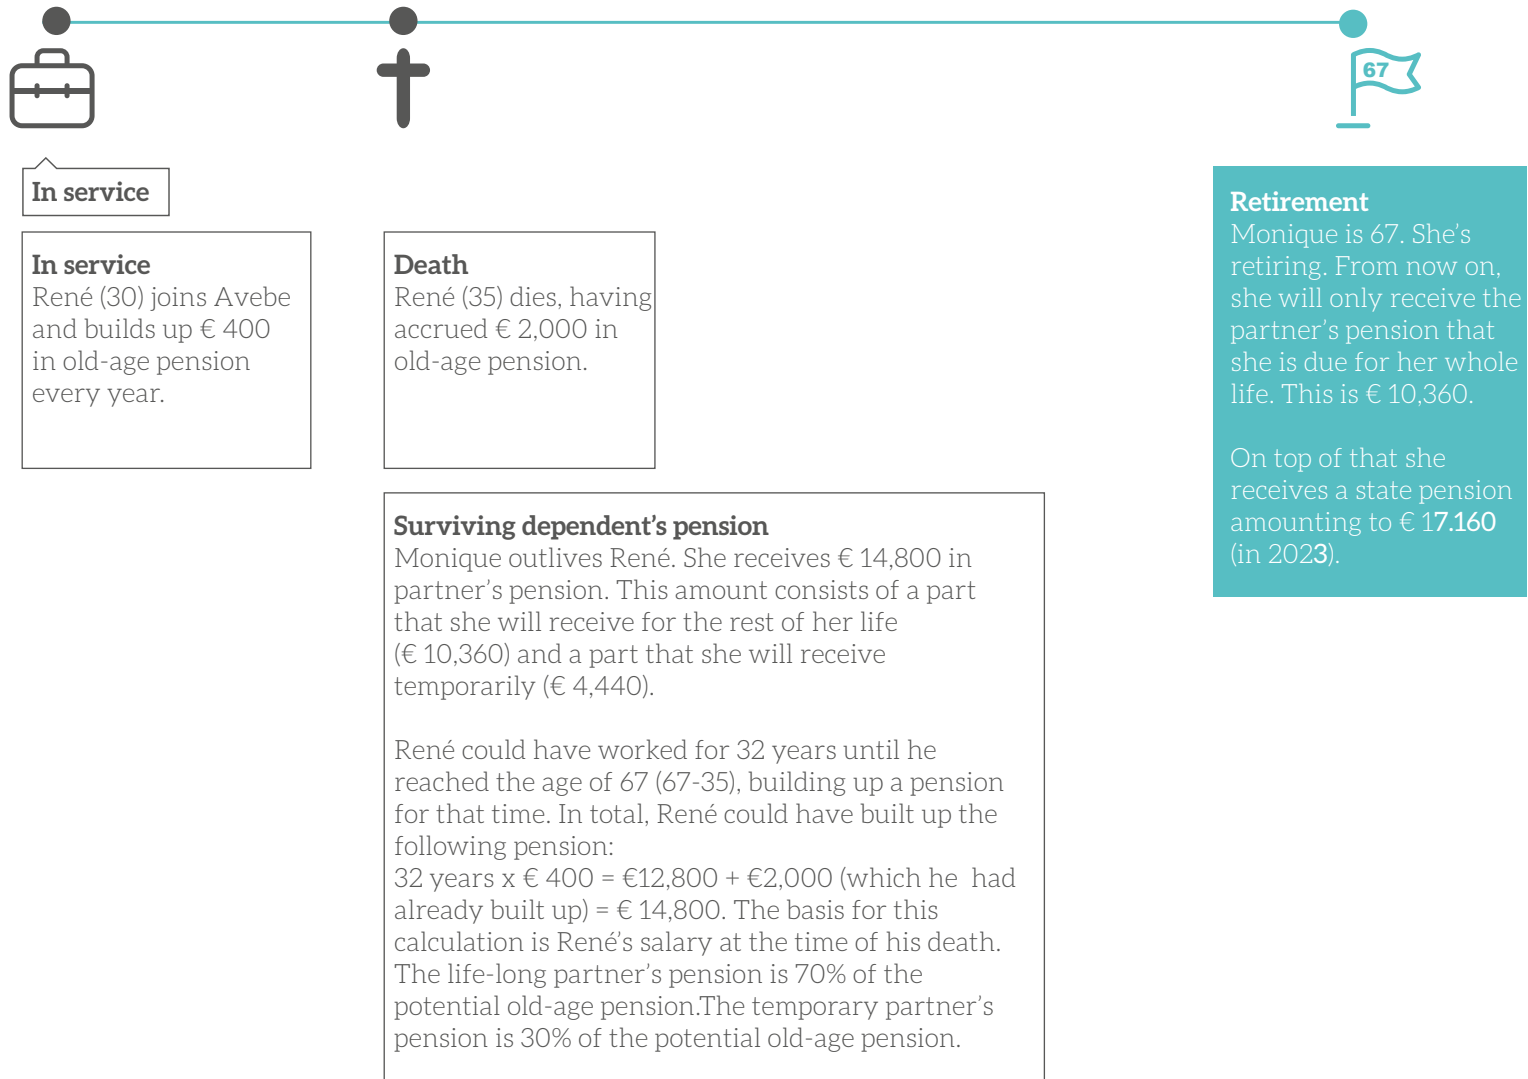 67
In service
In service
René (30) joins Avebe
and builds up € 400
in old-age pension
every year.
Death
René (35) dies, having
accrued € 2,000 in
old-age pension.
Surviving dependent’s pension
Monique outlives René. She receives € 14,800 in
partner’s pension. This amount consists of a part
that she will receive for the rest of her life
(€ 10,360) and a part that she will receive
temporarily (€ 4,440).
René could have worked for 32 years until he
reached the age of 67 (67-35), building up a pension
for that time. In total, René could have built up the
following pension:
32 years x € 400 = €12,800 + €2,000 (which he  had
already built up) = € 14,800. The basis for this
calculation is René’s salary at the time of his death.
The life-long partner’s pension is 70% of the
potential old-age pension.The temporary partner’s
pension is 30% of the potential old-age pension.
Retirement
Monique is 67. She’s
retiring. From now on,
she will only receive the
partner’s pension that
she is due for her whole
life. This is € 10,360.
On top of that she
receives a state pension
amounting to € 17.160
(in 2023).